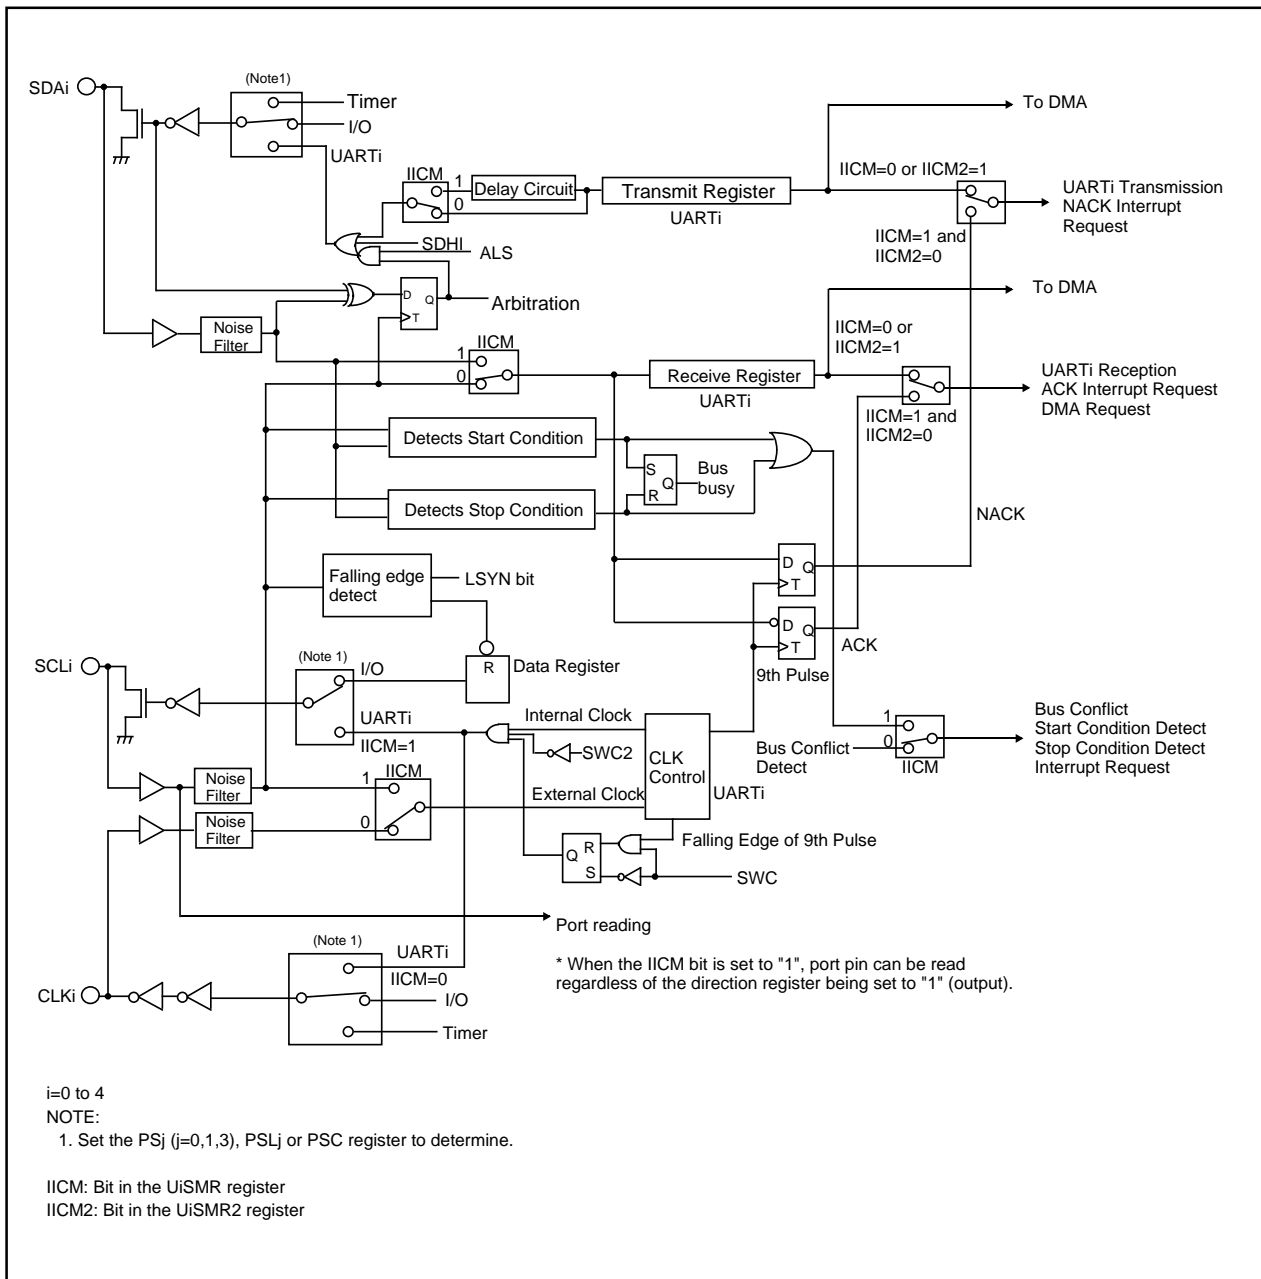 (Note1)
SDAi
Timer
I/O
UARTi
To DMA
IICM
1
0
Delay Circuit
Transmit Register
UARTi
IICM=0 or IICM2=1
UARTi Transmission
NACK Interrupt
Request
IICM=1 and
IICM2=0
SDHI
ALS
To DMA
D
Q
T
Arbitration
Noise
Filter
IICM
1
0
IICM=0 or
IICM2=1
Receive Register
UARTi
UARTi Reception
ACK Interrupt Request
DMA Request
IICM=1 and
IICM2=0
Detects Start Condition
S
Q
R
Bus
busy
Detects Stop Condition
NACK
Falling edge
detect
LSYN bit
D
Q
T
D
Q
T
ACK
9th Pulse
SCLi
(Note 1)
I/O
R
Data Register
UARTi
IICM=1
Internal Clock
SWC2
CLK
Control
UARTi
Bus Conflict
Detect
1
0
IICM
Bus Conflict
Start Condition Detect
Stop Condition Detect
Interrupt Request
Noise
Filter
IICM
1
0
External Clock
Noise
Filter
Q
R
S
Falling Edge of 9th Pulse
SWC
Port reading
(Note 1)
UARTi
IICM=0
* When the IICM bit is set to "1", port pin can be read
regardless of the direction register being set to "1" (output).
CLKi
I/O
Timer
i=0 to 4
NOTE:
1. Set the PSj (j=0,1,3), PSLj or PSC register to determine.
IICM: Bit in the UiSMR register
IICM2: Bit in the UiSMR2 register